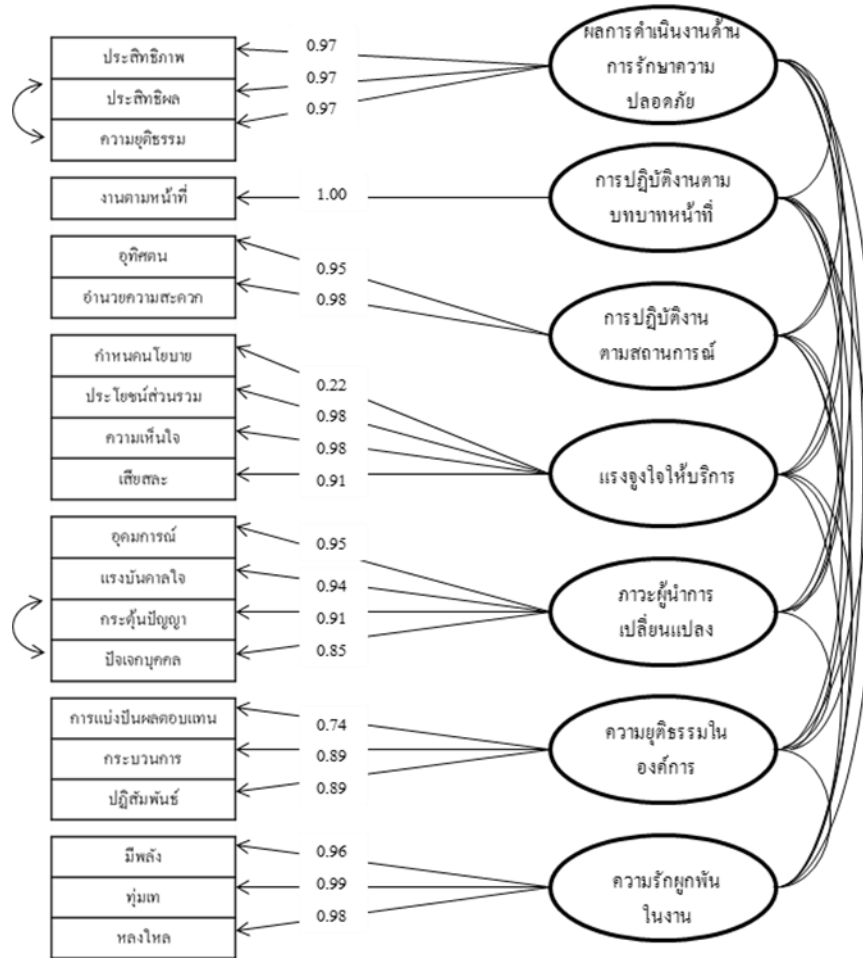 ประสิทธิภาพ
ประสิทธิผล
ความยุติธรรม
0.97
0.97
0.97
ผลการดำเนินงานด้าน
การรักษาความ
ปลอดภัย
งานตามหน้าที่
1.00
การปฏิบัติงานตาม
บทบาทหน้าที่
อุทิศตน
อำนวยความสะดวก
0.95
0.98
การปฏิบัติงาน
ตามสถานการณ์
กำหนดนโยบาย
ประโยชน์ส่วนรวม
ความเห็นใจ
เสียสละ
0.22
0.98
0.98
0.91
แรงจูงใจให้บริการ
อุดมการณ์
แรงบันดาลใจ
กระตุ้นปัญญา
ปัจเจกบุคคล
0.95
0.94
0.91
0.85
ภาวะผู้นำการ
เปลี่ยนแปลง
การแบ่งปันผลตอบแทน
กระบวนการ
ปฏิสัมพันธ์
0.74
0.89
0.89
ความยุติธรรมใน
องค์การ
มีพลัง
ทุ่มเท
หลงใหล
0.96
0.99
0.98
ความรักผูกพัน
ในงาน